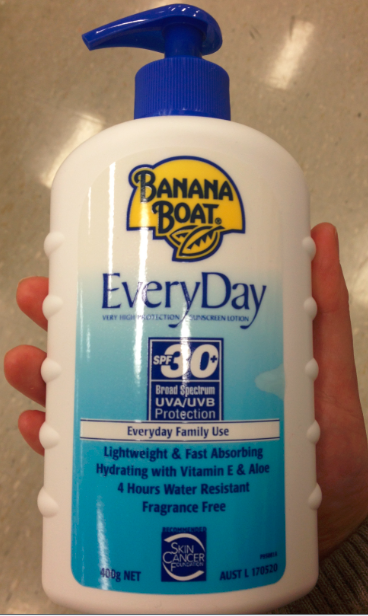 BANANA
BOAT®
EveryDay
VERY HIGH PROTECTION SUNSCREEN LOTION
SPF 30+
Broad Spectrum
UVA/UVB
Protection
Everyday Family Use
Lightweight & Fast Absorbing
Hydrating with Vitamin E & Aloe
4 Hours Water Resistant
Fragrance Free
SKIN
CANCER
FOUNDATION
400g NET
AUST L 170520